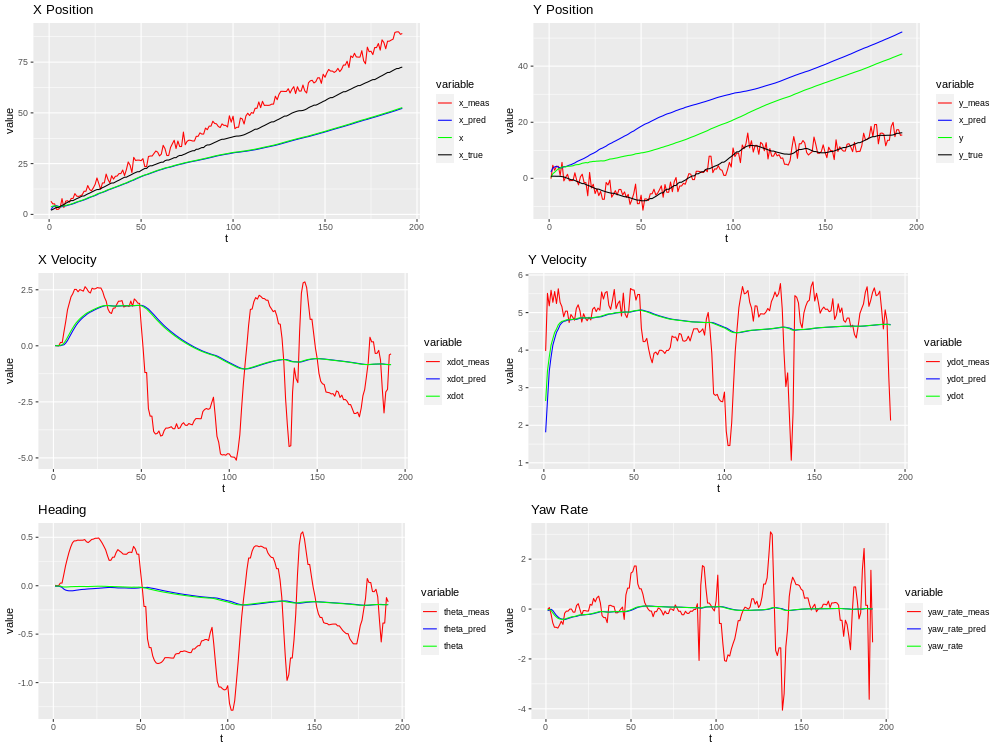 X Position
value
75
50
25
0
0
50
100
150
200
t
variable
x_meas
x_pred
x
x_true
Y Position
value
40
20
0
0
50
100
150
200
t
variable
y_meas
x_pred
y
y_true
X Velocity
value
2.5
0.0
-2.5
-5.0
0
50
100
150
200
t
variable
xdot_meas
xdot_pred
xdot
Y Velocity
value
6
5
4
3
2
1
0
50
100
150
200
t
variable
ydot_meas
ydot_pred
ydot
Heading
value
0.5
0.0
-0.5
-1.0
0
50
100
150
200
t
variable
theta_meas
theta_pred
theta
Yaw Rate
value
2
0
-2
-4
0
50
100
150
200
t
variable
yaw_rate_meas
yaw_rate_pred
yaw_rate